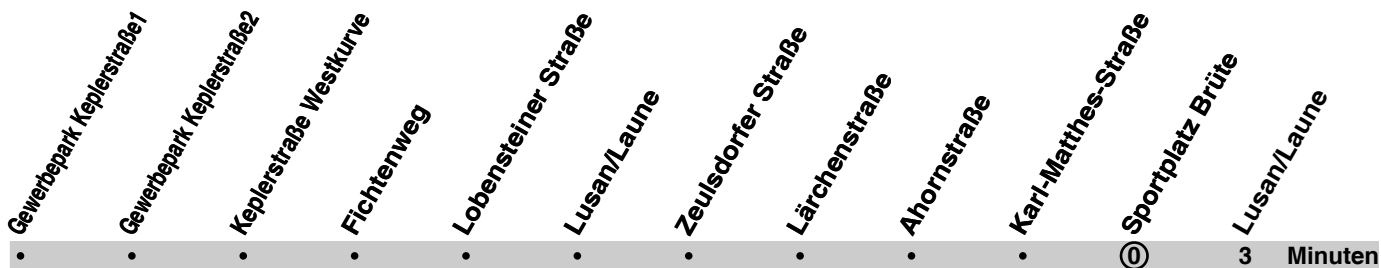 Gewerbepark Keplerstraße1
Gewerbepark Keplerstraße2
Keplerstraße Westkurve
Fichtenweg
Lobensteiner Straße
Lusan/Laune
Zeulsdorfer Straße
Lärchenstraße
Ahornstraße
Karl-Matthes-Straße
Sportplatz Brüte
Lusan/Laune
• • • • • • • • • • 0 3 Minuten